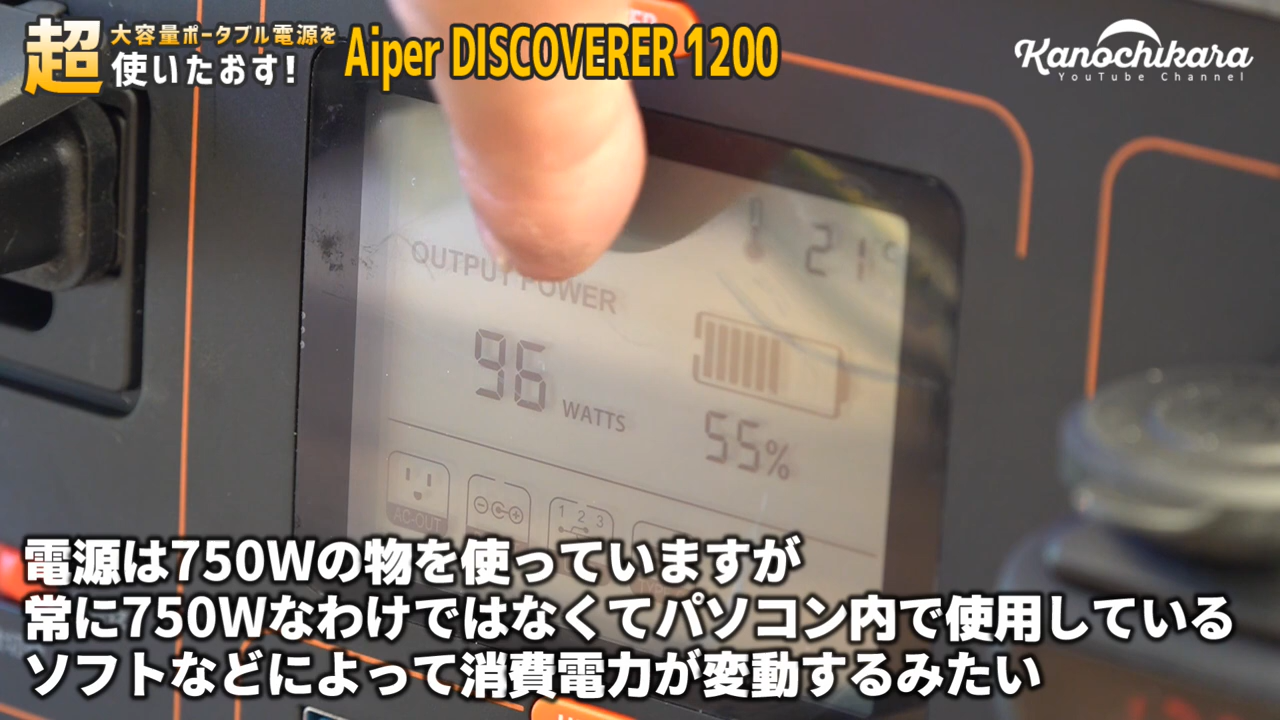 超
大容量ポータブル電源を
使いたおす!
Aiper DISCOVERER 1200
Kanochikara
YouTube Channel
OUTPUT POWER
21°
96 WATTS
55%
AC-OUT
1 2 3
電源は750Wの物を使っていますが
常に750Wなわけではなくてパソコン内で使用している
ソフトなどによって消費電力が変動するみたい